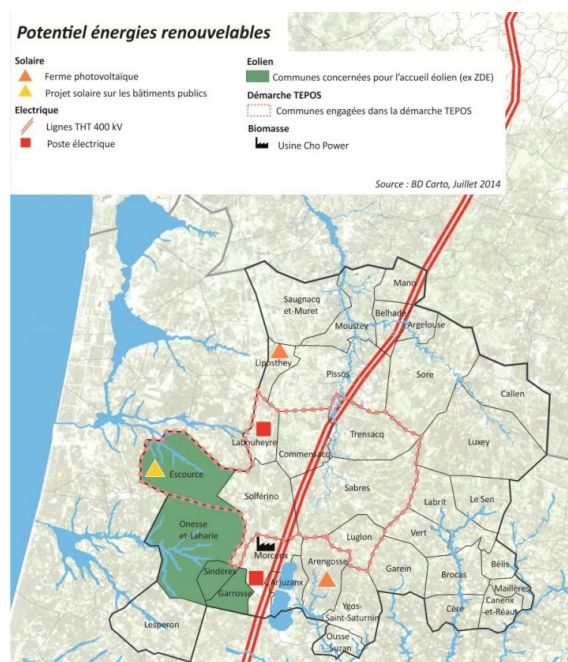 Potentiel énergies renouvelables
Solaire
Ferme photovoltaïque
Projet solaire sur les bâtiments publics
Electrique
Lignes THT 400 kV
Poste électrique
Eolien
Communes concernées pour l'accueil éolien (ex ZDE)
Démarche TEPOS
Communes engagées dans la démarche TEPOS
Biomasse
Usine Cho Power
Source : BD Carto, Juillet 2014
Mano
Saugnacq
et-Muret
Belhade
Moustey
Argelouse
Liposthey
Pissos
Sore
Callen
Labouheyre
Trensacq
Luxey
Commensacq
Escource
Solférino
Sabres
Labrit
Le Sen
Onesse
et-Laharie
Vert
Luglon
Morcenx
Arengosse
Garein
Bélis
Sindères
Arjuzanx
Brocas
Maillères
Garrosse
Canenx
et-Réaut
Ygos-
Saint-Saturnin
Cère
Lesperon
Ousse
Suzan